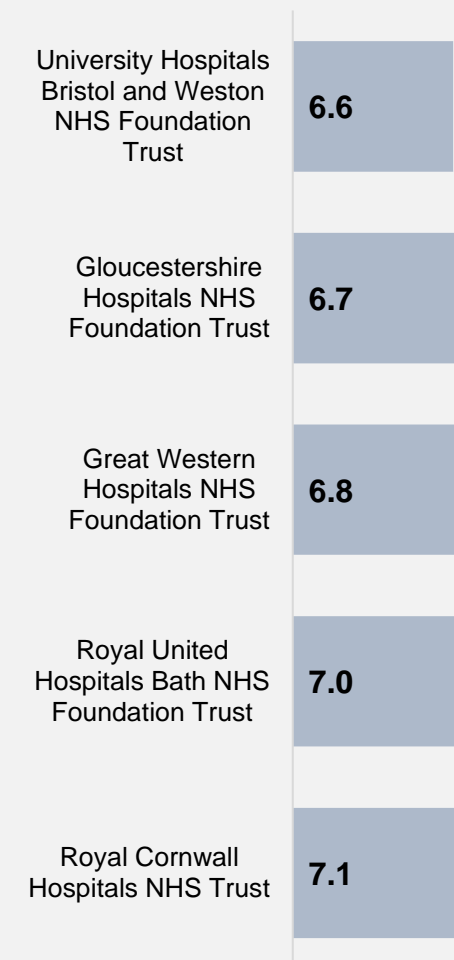 University Hospitals
Bristol and Weston
NHS Foundation
Trust
6.6
Gloucestershire
Hospitals NHS
Foundation Trust
6.7
Great Western
Hospitals NHS
Foundation Trust
6.8
Royal United
Hospitals Bath NHS
Foundation Trust
7.0
Royal Cornwall
Hospitals NHS Trust
7.1